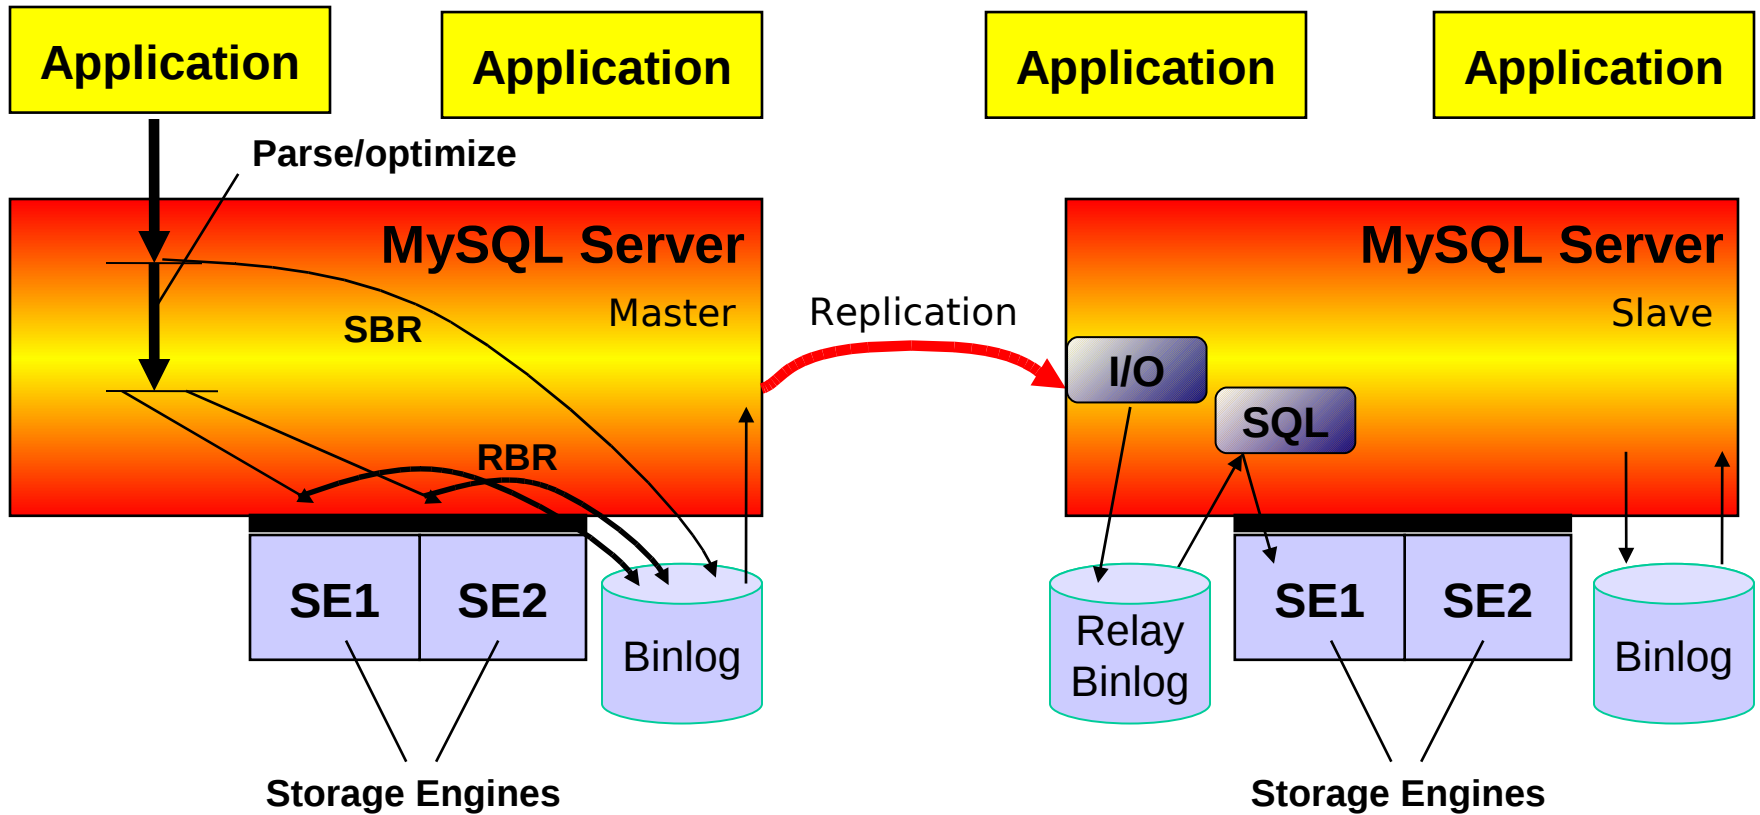 Application
Application
Application
Application
Parse/optimize
MySQL Server
MySQL Server
Master
Replication
Slave
SBR
I/O
SQL
RBR
SE1
SE2
Binlog
Relay
Binlog
SE1
SE2
Binlog
Storage Engines
Storage Engines